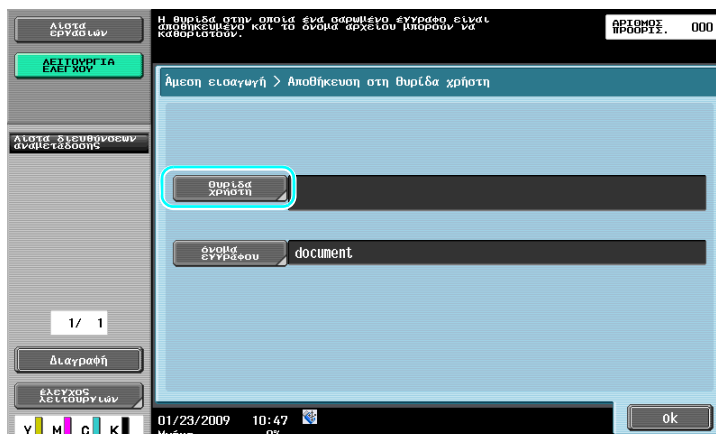 Λίστα
εργασιών
Η θυρίδα στην οποία ένα σαρωμένο έγγραφο είναι
αποθηκευμένο και το όνομα αρχείου μπορούν να
καθοριστούν.
ΑΡΙΘΜΟΣ
ΠΡΟΟΡΙΣ.
000
ΛΕΙΤΟΥΡΓΙΑ
ΕΛΕΓΧΟΥ
Άμεση εισαγωγή > Αποθήκευση στη θυρίδα χρήστη
Λίστα διευθύνσεων
αναμετάδοσης
θυρίδα
χρήστη
όνομα
εγγράφου
document
1/ 1
Διαγραφή
έλεγχος
λειτουργιών
Y M C K
01/23/2009 10:47
Μνήμη 0%
ok